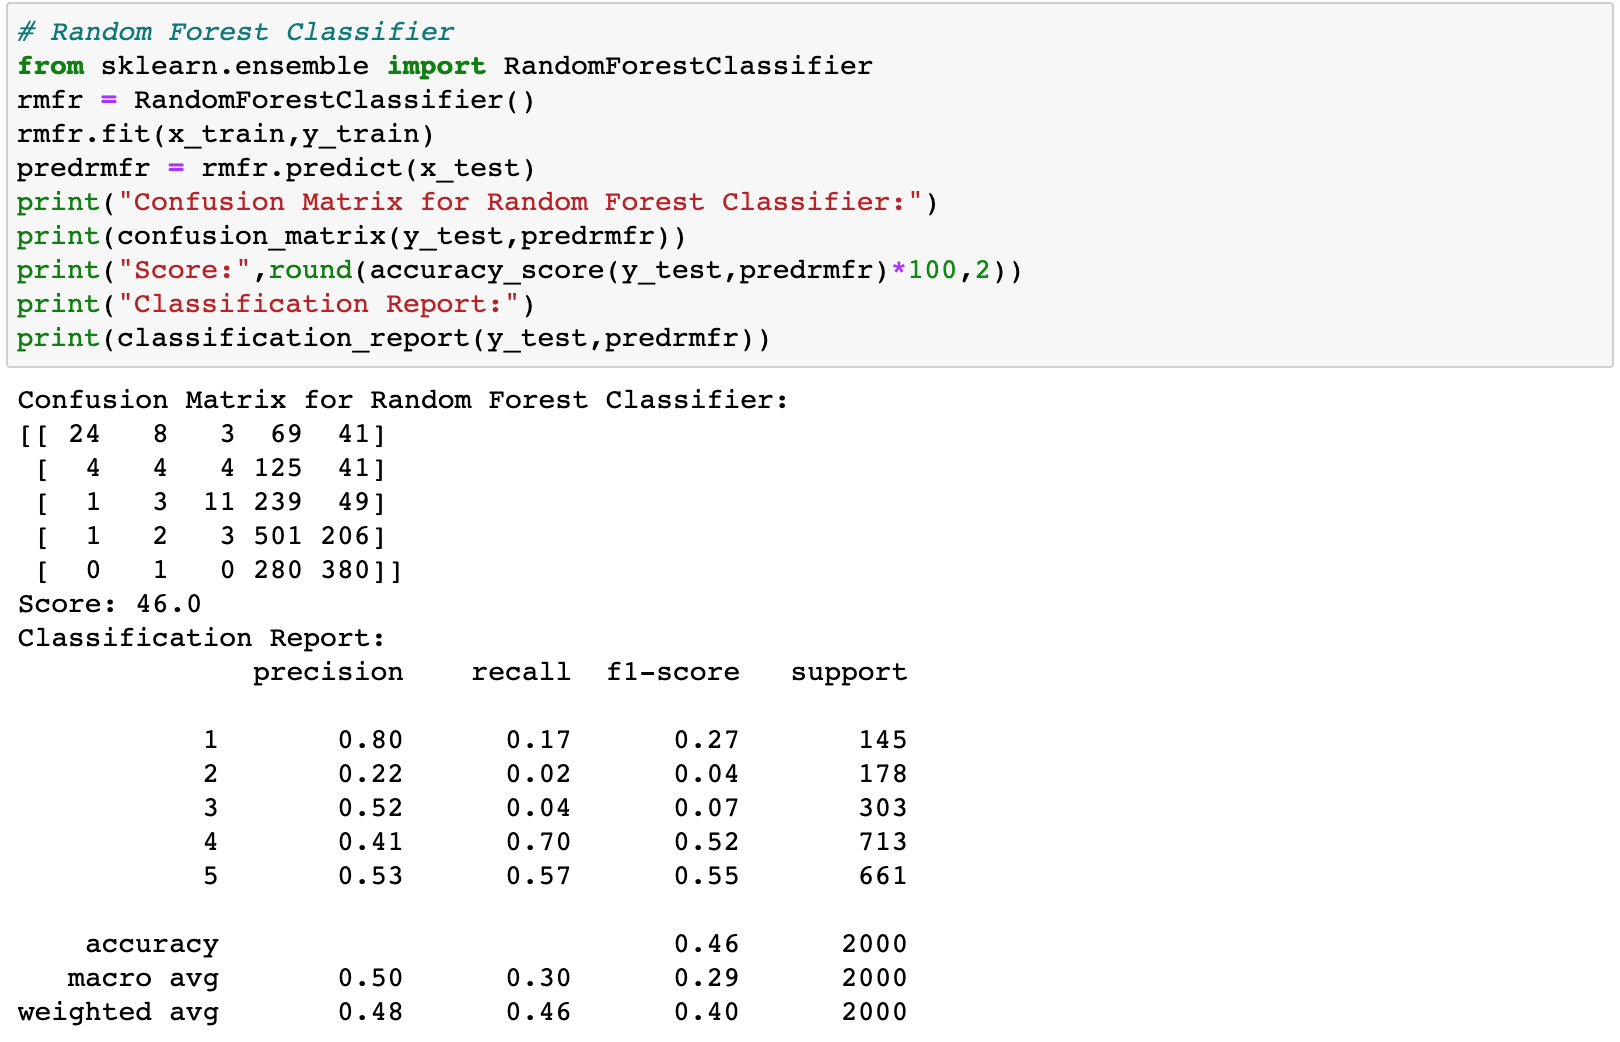 # Random Forest Classifier
from sklearn.ensemble import RandomForestClassifier
rmfr = RandomForestClassifier()
rmfr.fit(x_train,y_train)
predrmfr = rmfr.predict(x_test)
print("Confusion Matrix for Random Forest Classifier:")
print(confusion_matrix(y_test,predrmfr))
print("Score:",round(accuracy_score(y_test,predrmfr)*100,2))
print("Classification Report:")
print(classification_report(y_test,predrmfr))
Confusion Matrix for Random Forest Classifier:
[[ 24   8   3  69  41]
 [  4   4   4 125  41]
 [  1   3  11 239  49]
 [  1   2   3 501 206]
 [  0   1   0 280 380]]
Score: 46.0
Classification Report:
              precision    recall  f1-score   support
           1       0.80      0.17      0.27       145
           2       0.22      0.02      0.04       178
           3       0.52      0.04      0.07       303
           4       0.41      0.70      0.52       713
           5       0.53      0.57      0.55       661
    accuracy                           0.46      2000
   macro avg       0.50      0.30      0.29      2000
weighted avg       0.48      0.46      0.40      2000